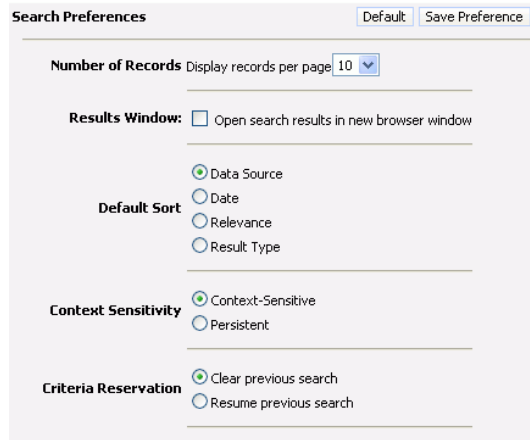 Search Preferences Default Save Preference
Number of Records Display records per page 10
Results Window: Open search results in new browser window
Data Source
Date
Default Sort
Relevance
Result Type
Context Sensitivity
Context-Sensitive
Persistent
Criteria Reservation
Clear previous search
Resume previous search